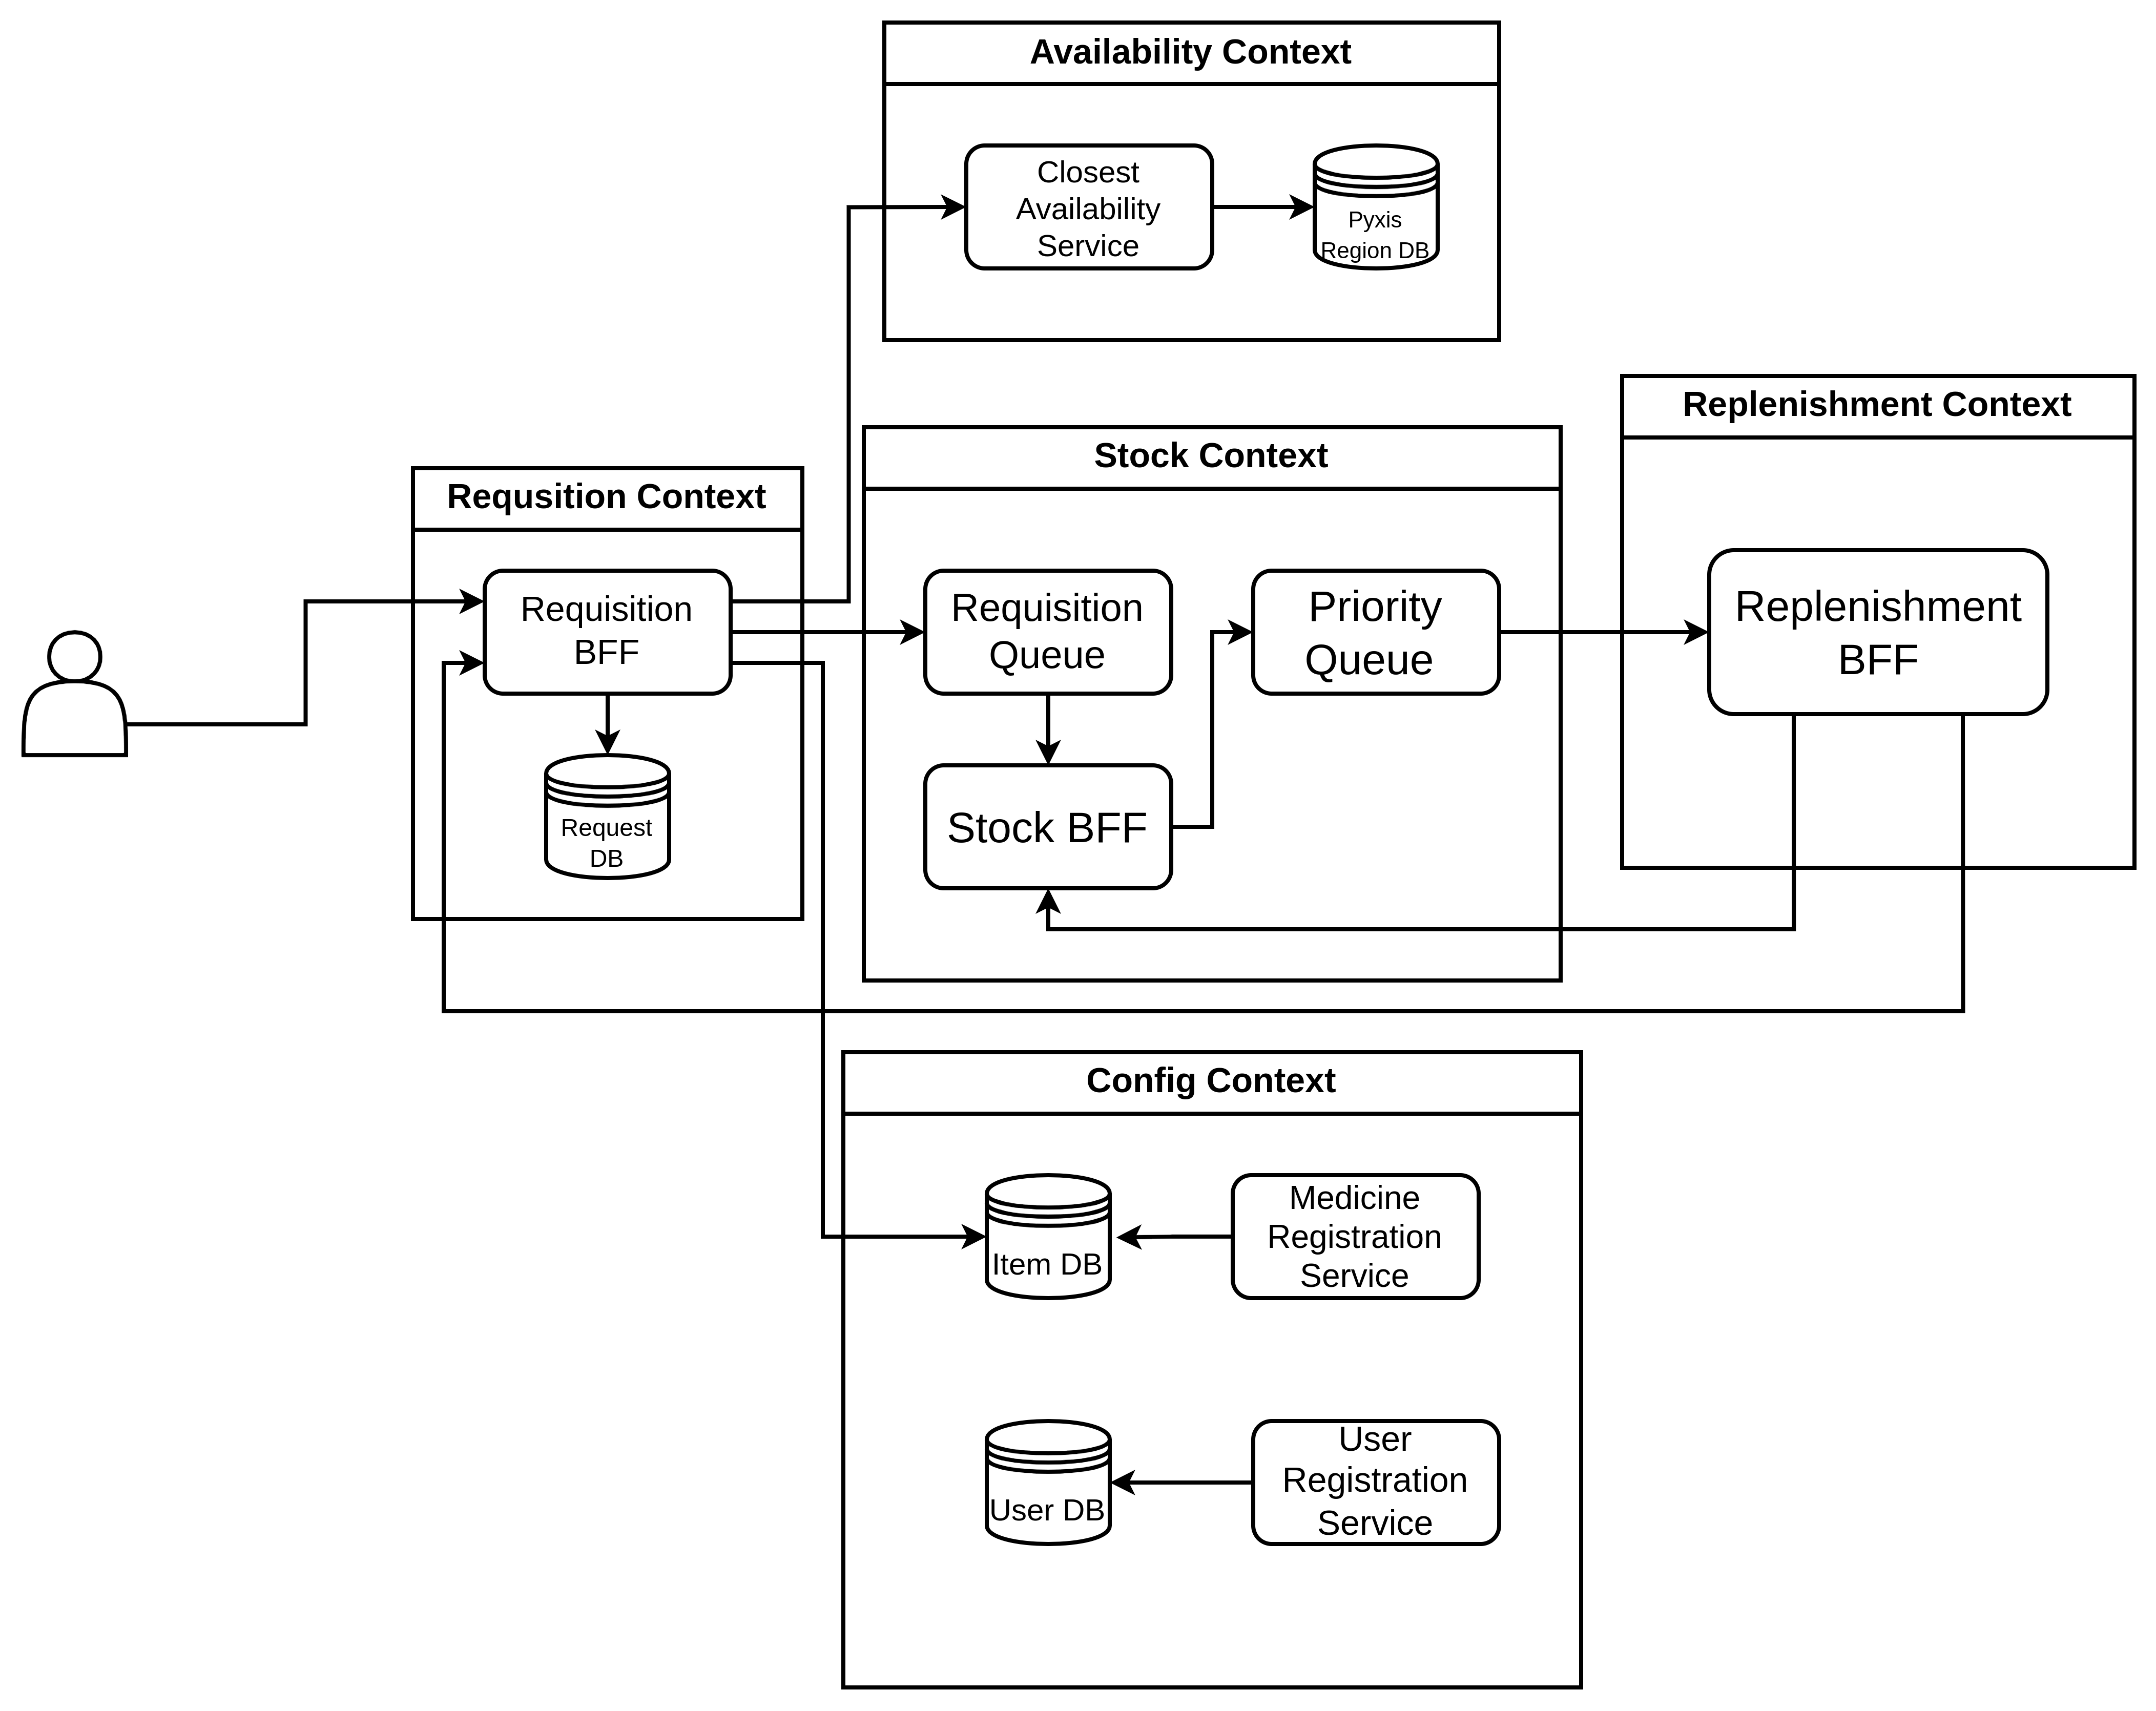 Availability Context
Closest
Availability
Service
Pyxis
Region DB
Replenishment Context
Replenishment
BFF
Stock Context
Requisition
Queue
Priority
Queue
Stock BFF
Requsition Context
Requisition
BFF
Request
DB
Config Context
Item DB
Medicine
Registration
Service
User DB
User
Registration
Service